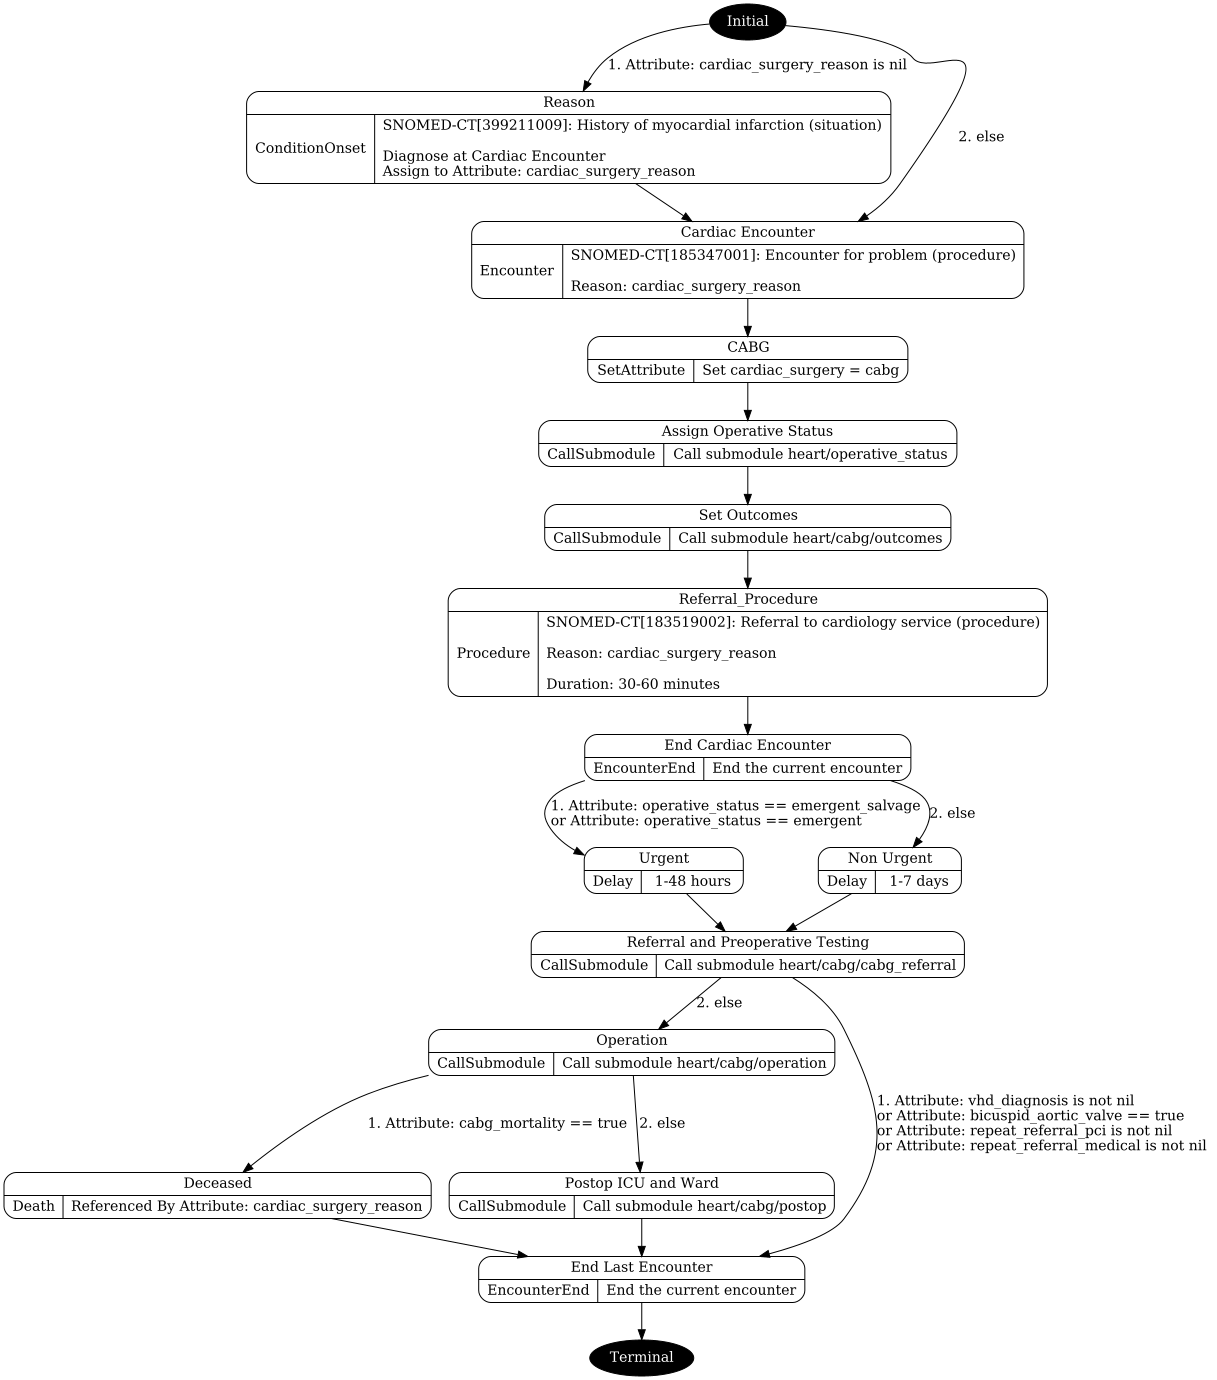 Initial
1. Attribute: cardiac_surgery_reason is nil
Reason
ConditionOnset
SNOMED-CT[399211009]: History of myocardial infarction (situation)
Diagnose at Cardiac Encounter
Assign to Attribute: cardiac_surgery_reason
2. else
Cardiac Encounter
Encounter
SNOMED-CT[185347001]: Encounter for problem (procedure)
Reason: cardiac_surgery_reason
CABG
SetAttribute
Set cardiac_surgery = cabg
Assign Operative Status
CallSubmodule
Call submodule heart/operative_status
Set Outcomes
CallSubmodule
Call submodule heart/cabg/outcomes
Referral_Procedure
Procedure
SNOMED-CT[183519002]: Referral to cardiology service (procedure)
Reason: cardiac_surgery_reason
Duration: 30-60 minutes
End Cardiac Encounter
EncounterEnd
End the current encounter
1. Attribute: operative_status == emergent_salvage
or Attribute: operative_status == emergent
2. else
Urgent
Delay
1-48 hours
Non Urgent
Delay
1-7 days
Referral and Preoperative Testing
CallSubmodule
Call submodule heart/cabg/cabg_referral
2. else
Operation
CallSubmodule
Call submodule heart/cabg/operation
1. Attribute: vhd_diagnosis is not nil
or Attribute: bicuspid_aortic_valve == true
or Attribute: repeat_referral_pci is not nil
or Attribute: repeat_referral_medical is not nil
1. Attribute: cabg_mortality == true
2. else
Deceased
Death
Referenced By Attribute: cardiac_surgery_reason
Postop ICU and Ward
CallSubmodule
Call submodule heart/cabg/postop
End Last Encounter
EncounterEnd
End the current encounter
Terminal